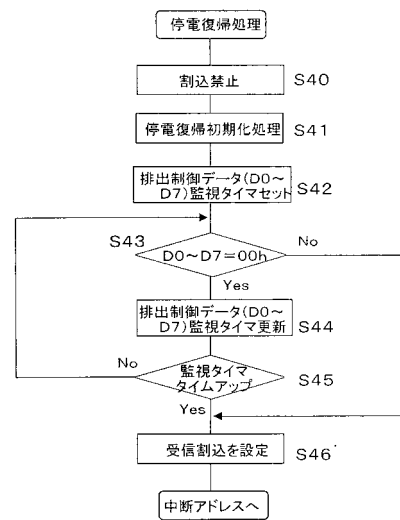 停電復帰処理
割込禁止
S40
停電復帰初期化処理
S41
排出制御データ(D0～
D7)監視タイマセット
S42
S43
D0～D7=00h
No
Yes
排出制御データ(D0～
D7)監視タイマ更新
S44
No
監視タイマ
タイムアップ
S45
Yes
受信割込を設定
S46
中断アドレスへ